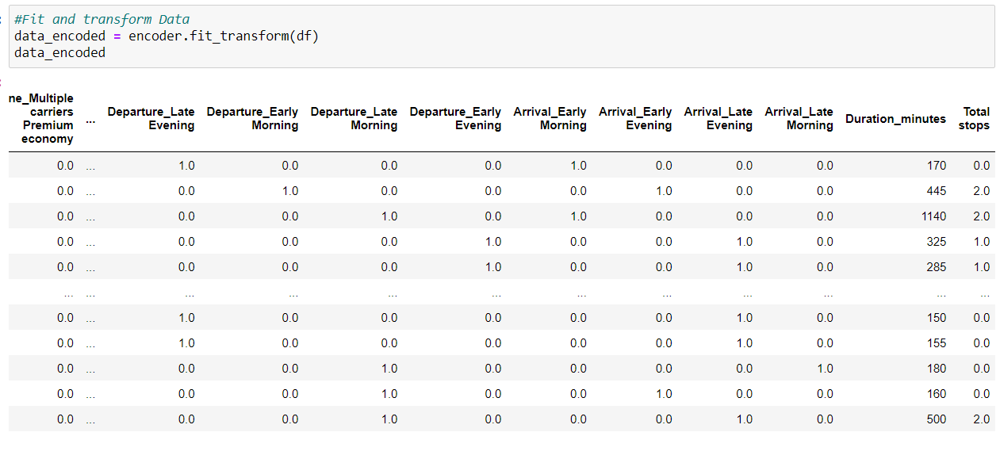 #Fit and transform Data
data_encoded = encoder.fit_transform(df)
data_encoded
ne_Multiple carriers Premium economy ... Departure_Late Evening Departure_Early Morning Departure_Late Morning Departure_Early Evening Arrival_Early Morning Arrival_Early Evening Arrival_Late Evening Arrival_Late Morning Duration_minutes Total stops
0.0 ... 1.0 0.0 0.0 0.0 1.0 0.0 0.0 0.0 170 0.0
0.0 ... 0.0 1.0 0.0 0.0 0.0 1.0 0.0 0.0 445 2.0
0.0 ... 0.0 0.0 1.0 0.0 1.0 0.0 0.0 0.0 1140 2.0
0.0 ... 0.0 0.0 0.0 1.0 0.0 0.0 1.0 0.0 325 1.0
0.0 ... 0.0 0.0 0.0 1.0 0.0 0.0 1.0 0.0 285 1.0
... ... ... ... ... ... ... ... ... ... ... ...
0.0 ... 1.0 0.0 0.0 0.0 0.0 0.0 1.0 0.0 150 0.0
0.0 ... 1.0 0.0 0.0 0.0 0.0 0.0 1.0 0.0 155 0.0
0.0 ... 0.0 0.0 1.0 0.0 0.0 0.0 0.0 1.0 180 0.0
0.0 ... 0.0 0.0 1.0 0.0 0.0 1.0 0.0 0.0 160 0.0
0.0 ... 0.0 0.0 1.0 0.0 0.0 0.0 1.0 0.0 500 2.0